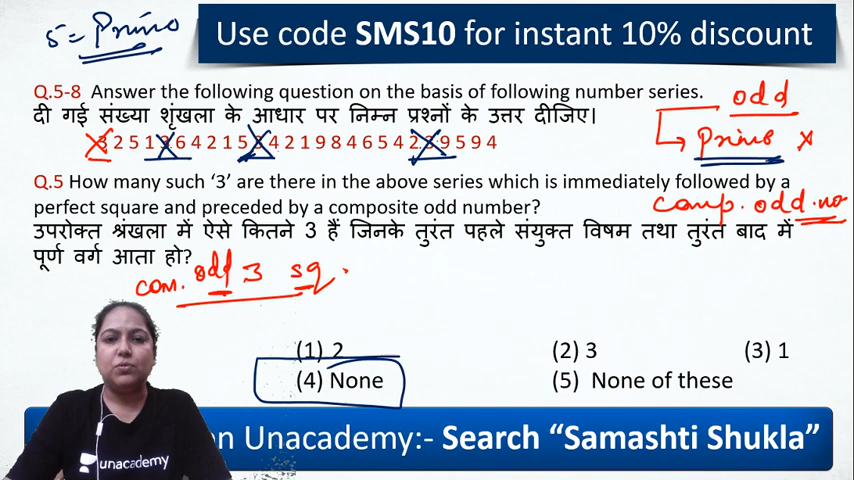 5 = Prime
Use code SMS10 for instant 10% discount
Q.5-8 Answer the following question on the basis of following number series.
दी गई संख्या शृंखला के आधार पर निम्न प्रश्नों के उत्तर दीजिए।
odd
3 2 5 1 3 6 4 2 1 5 3 4 2 1 9 8 4 6 5 4 2 3 9 5 9 4
Prime
Q.5 How many such ‘3’ are there in the above series which is immediately followed by a
perfect square and preceded by a composite odd number?
comp. odd no
उपरोक्त श्रंखला में ऐसे कितने 3 हैं जिनके तुरंत पहले संयुक्त विषम तथा तुरंत बाद में
पूर्ण वर्ग आता हो?
com. odd 3 sq.
(1) 2 (2) 3 (3) 1
(4) None (5) None of these
n Unacademy:- Search “Samashti Shukla”
unacademy